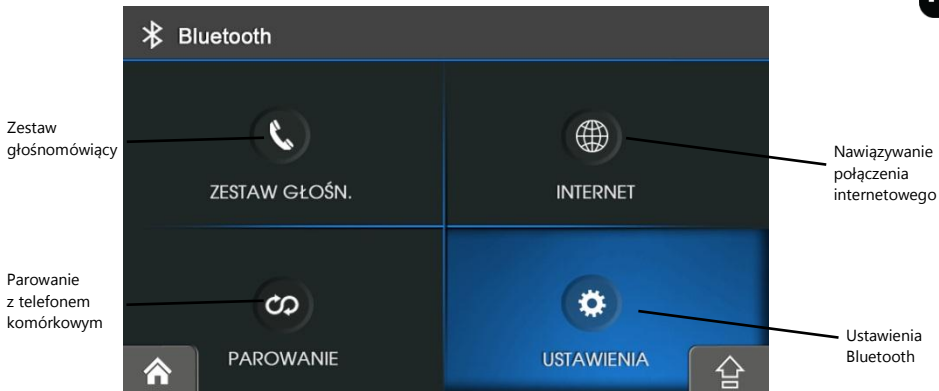 Bluetooth
Zestaw
głośnomówiący
ZESTAW GŁOŚN.
INTERNET
Nawiązywanie
połączenia
internetowego
Parowanie
z telefonem
komórkowym
PAROWANIE
USTAWIENIA
Ustawienia
Bluetooth